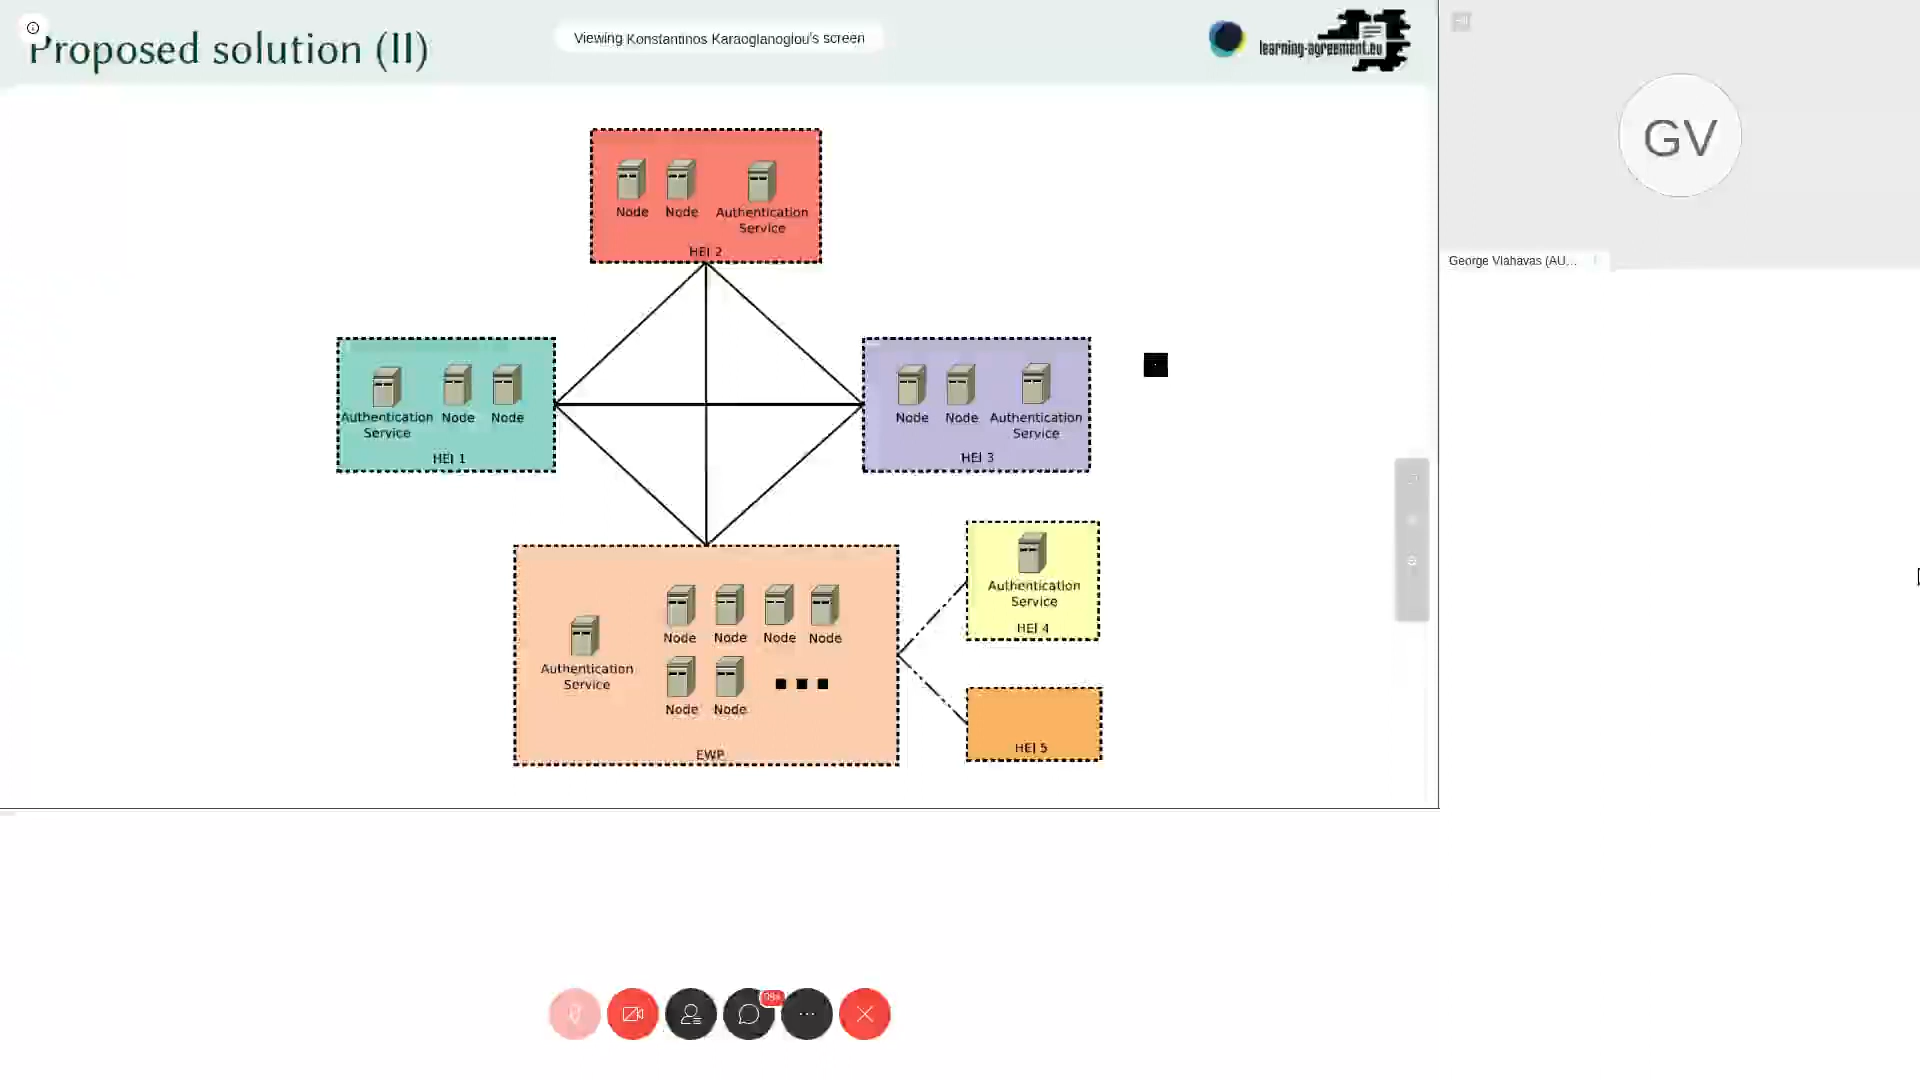 Proposed solution (II)
Viewing Konstantinos Karaoglanoglou's screen
learning-agreement.eu
GV
George Vlahavas (AU...
Node
Node
Authentication
Service
HEI 2
Authentication
Service
Node
Node
HEI 1
Node
Node
Authentication
Service
HEI 3
Authentication
Service
Node
Node
Node
Node
Node
Node
EWP
Authentication
Service
HEI 4
HEI 5